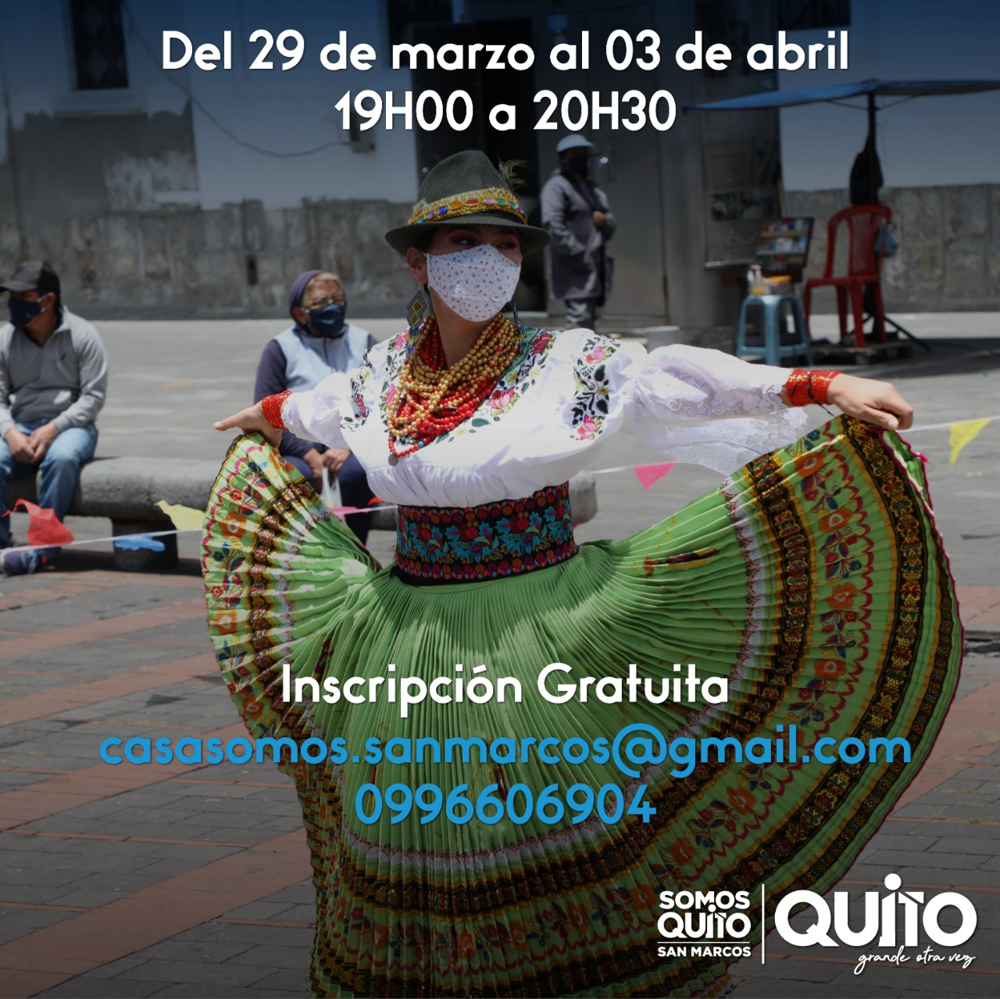 Del 29 de marzo al 03 de abril
19H00 a 20H30
Inscripción Gratuita
casasomos.sanmarcos@gmail.com
0996606904
SOMOS
QUITO
SAN MARCOS
QUITO
grande otra vez